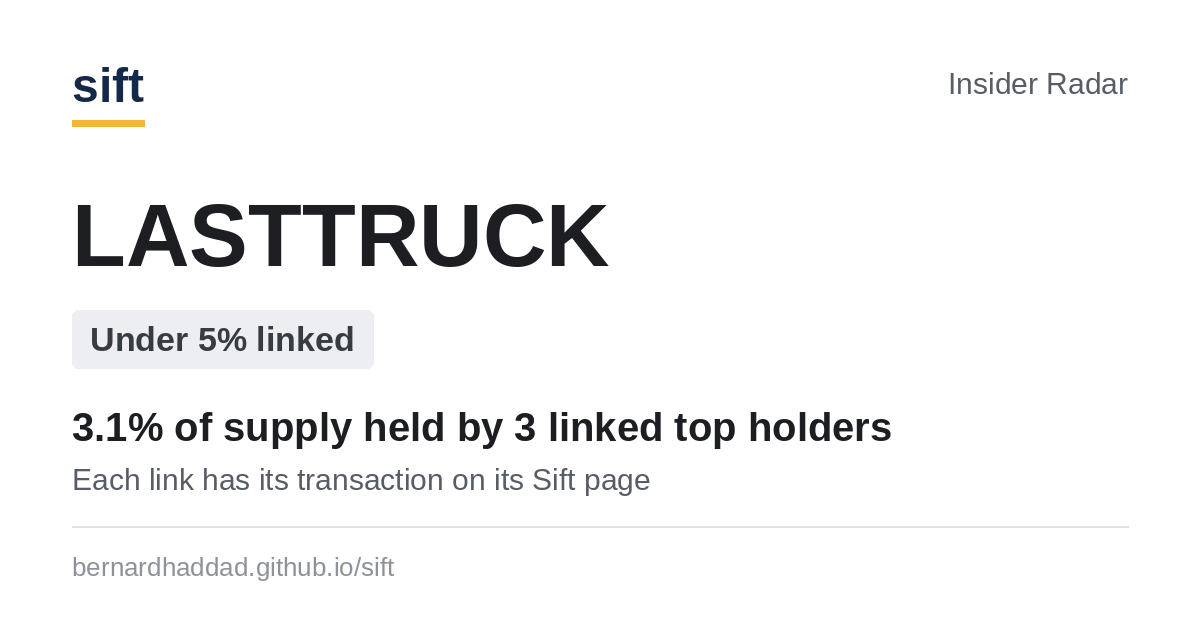 sift
Insider Radar
LASTTRUCK
Under 5% linked
3.1% of supply held by 3 linked top holders
Each link has its transaction on its Sift page
bernardhaddad.github.io/sift